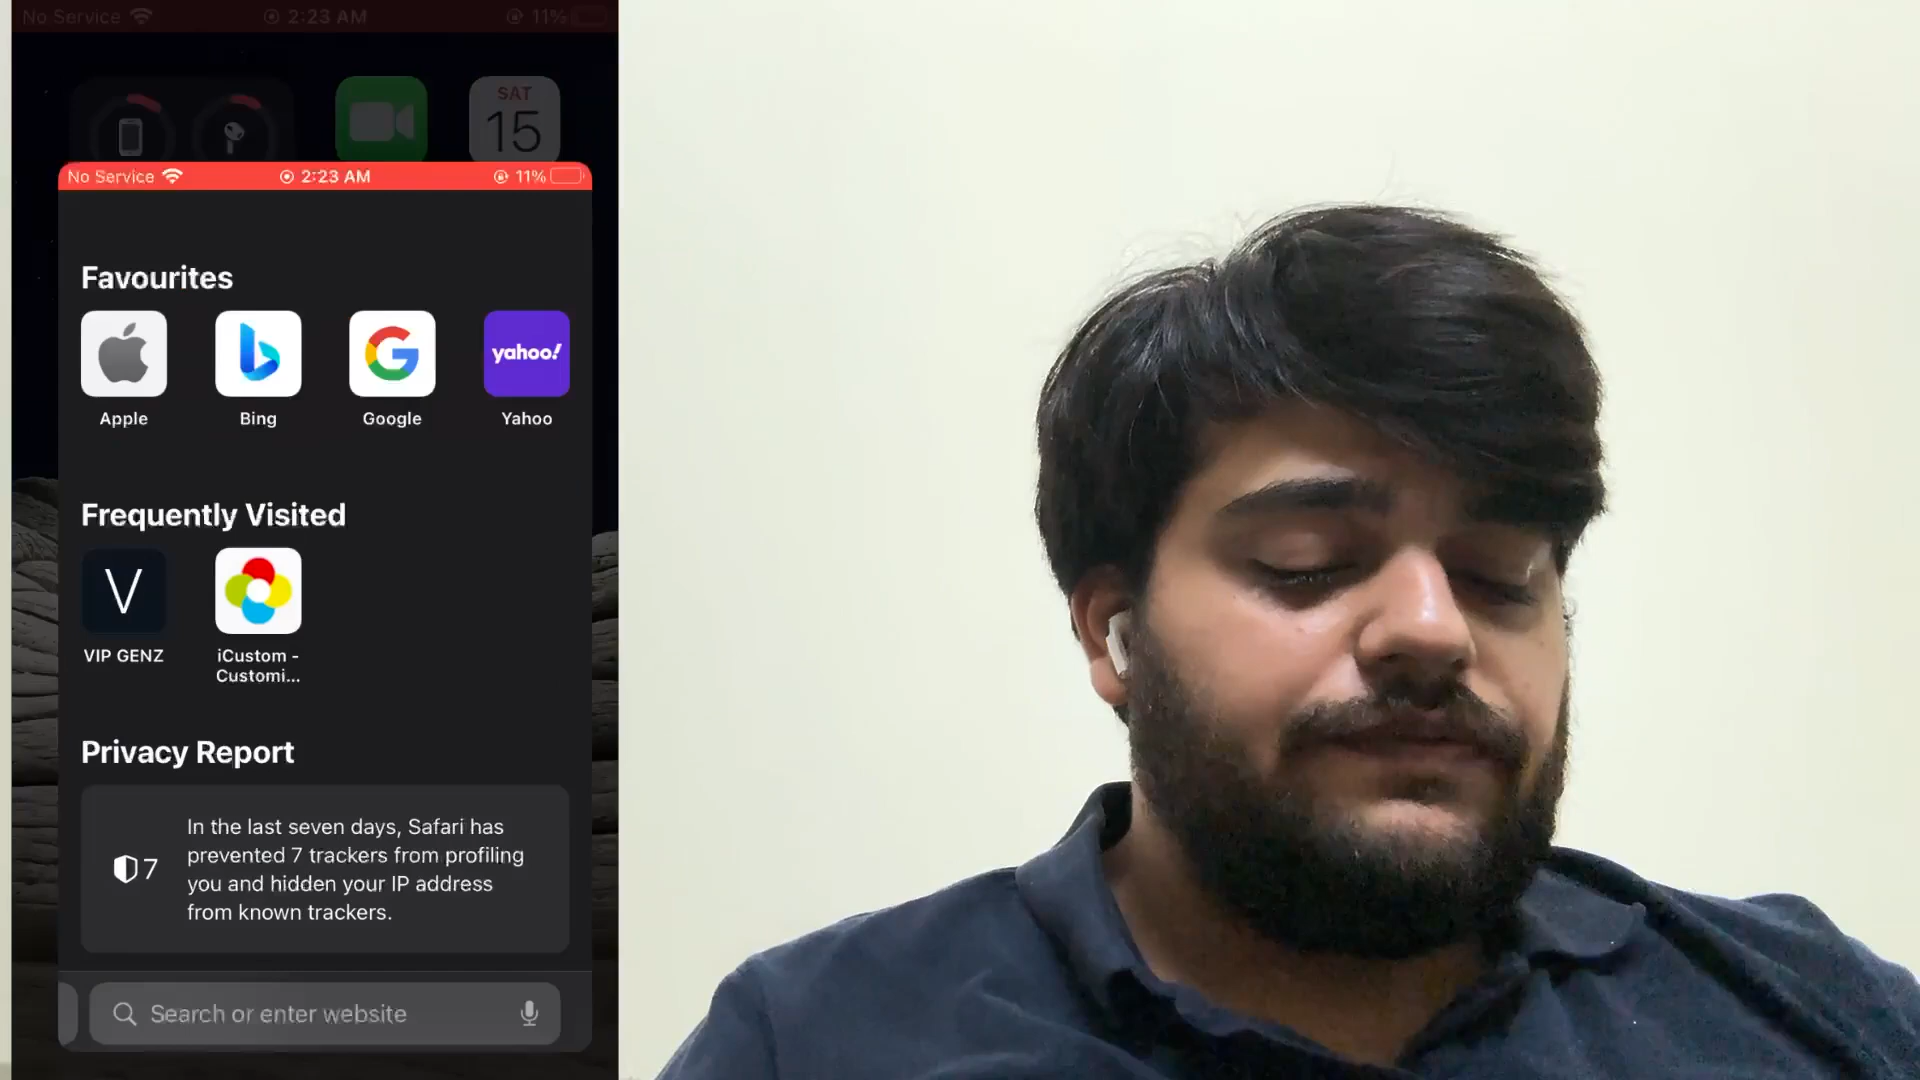 No Service 2:23 AM 11%
SAT
15
No Service 2:23 AM 11%
Favourites
yahoo!
Apple Bing Google Yahoo
Frequently Visited
V
VIP GENZ iCustom -
Customi...
Privacy Report
7 In the last seven days, Safari has
prevented 7 trackers from profiling
you and hidden your IP address
from known trackers.
Search or enter website